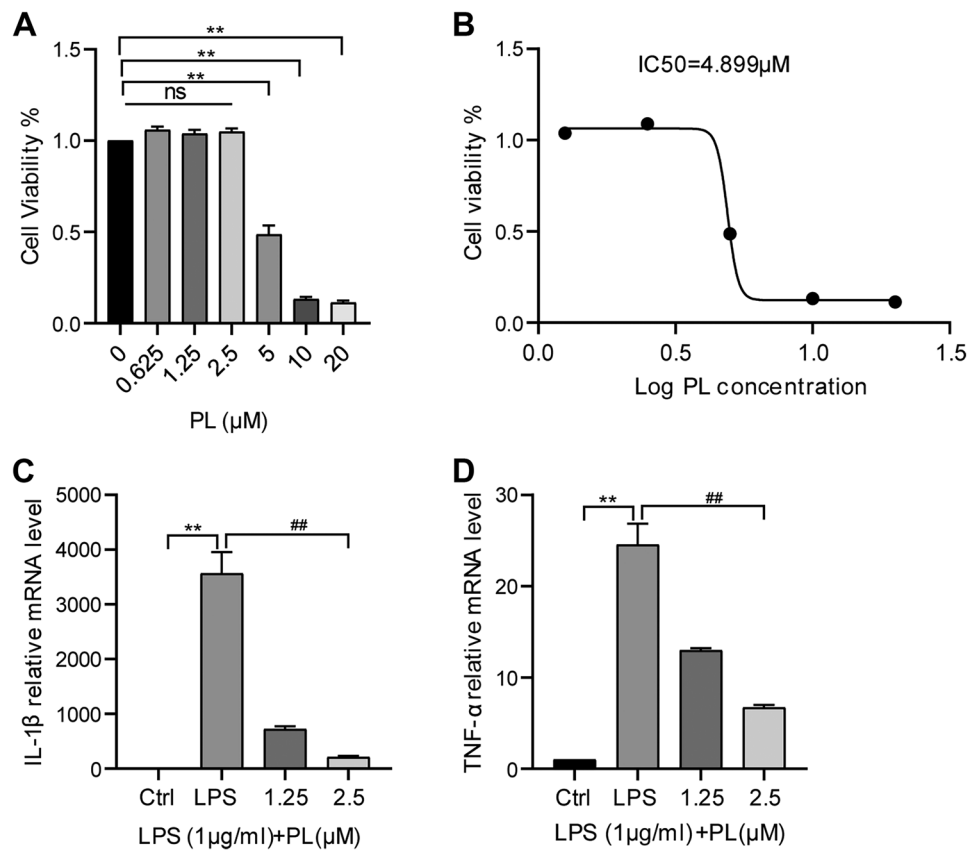 A
**
**
**
ns
1.5
1.0
0.5
0.0
Cell Viability %
0 0.625 1.25 2.5 5 10 20
PL (μM)
B
IC50=4.899μM
1.5
1.0
0.5
0.0
Cell viability %
0.0 0.5 1.0 1.5
Log PL concentration
C
** ##
5000
4000
3000
2000
1000
0
IL-1β relative mRNA level
Ctrl LPS 1.25 2.5
LPS (1μg/ml)+PL(μM)
D
** ##
30
20
10
0
TNF-α relative mRNA level
Ctrl LPS 1.25 2.5
LPS (1μg/ml)+PL(μM)